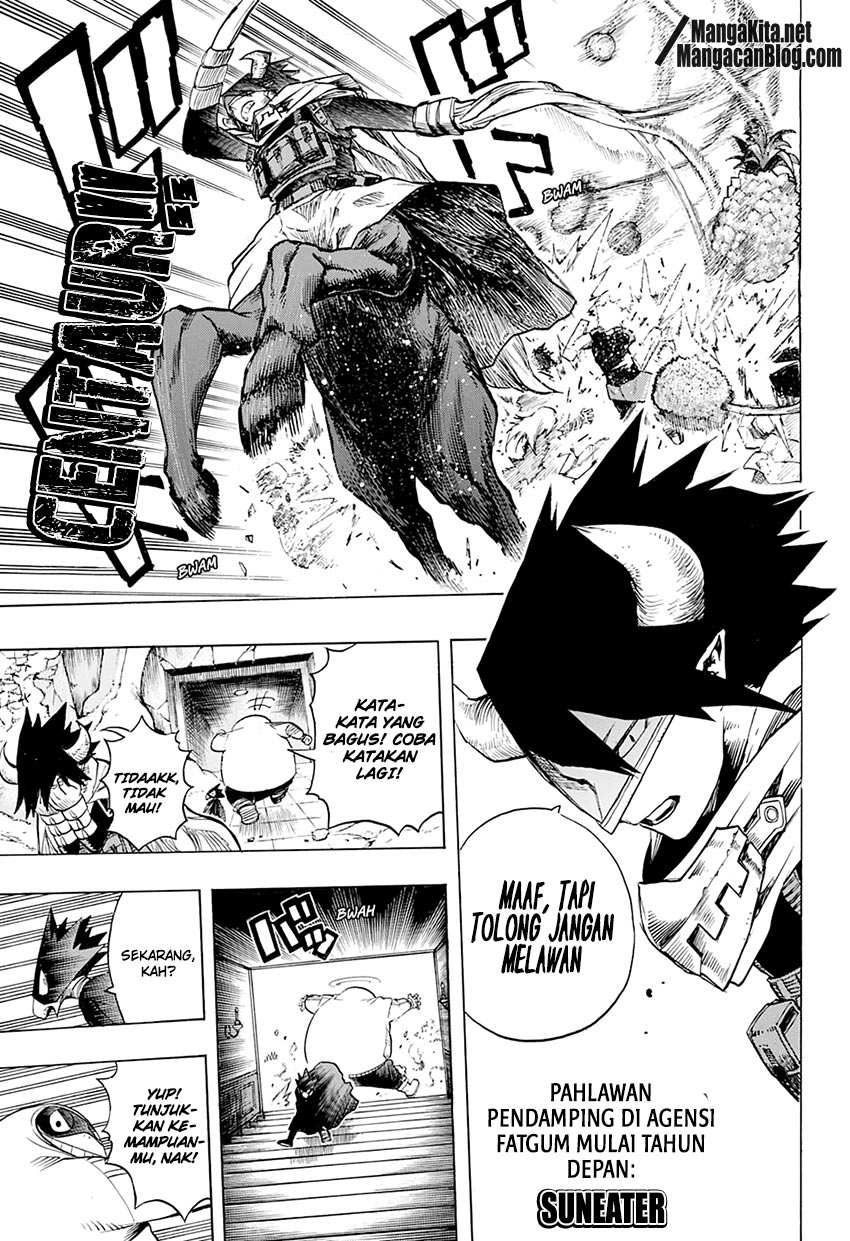 MangaKita.net
MangacanBlog.com
CENTAUR!!
BWAM
BWAM
MAAF, TAPI
TOLONG JANGAN
MELAWAN
PAHLAWAN
PENDAMPING DI AGENSI
FATGUM MULAI TAHUN
DEPAN:
SUNEATER
KATA-
KATA YANG
BAGUS! COBA
KATAKAN
LAGI!
TIDAAKK,
TIDAK
MAU!
BWAH
SEKARANG,
KAH?
YUP!
TUNJUK-
KAN KE-
MAMPUAN-
MU, NAK!